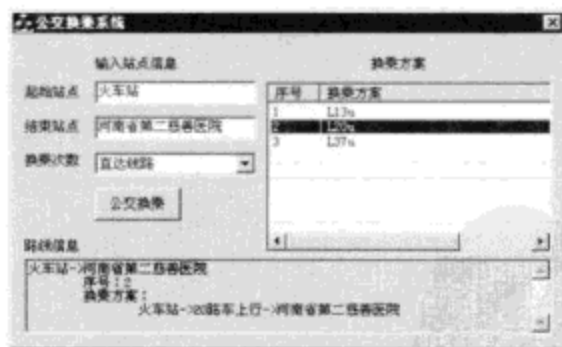 公交换乘系统
输入站点信息
换乘方案
起始站点 火车站
结束站点 河南省第二慈善医院
换乘次数 直达线路
公交换乘
序号 换乘方案
1 L13u
2 L20u
3 L37u
路线信息
火车站->河南省第二慈善医院
序号:2
换乘方案:
火车站->20路车上行->河南省第二慈善医院